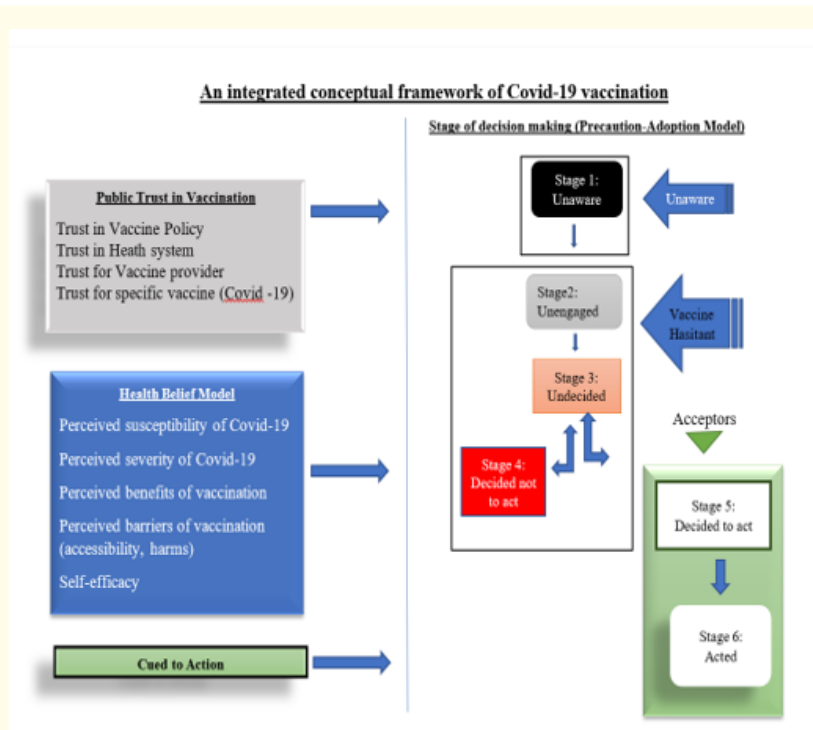 An integrated conceptual framework of Covid-19 vaccination
Public Trust in Vaccination
Trust in Vaccine Policy
Trust in Heath system
Trust for Vaccine provider
Trust for specific vaccine (Covid -19)
Health Belief Model
Perceived susceptibility of Covid-19
Perceived severity of Covid-19
Perceived benefits of vaccination
Perceived barriers of vaccination
(accessibility, harms)
Self-efficacy
Cued to Action
Stage of decision making (Precaution-Adoption Model)
Stage 1:
Unaware
Unaware
Stage2:
Unengaged
Vaccine
Hasitant
Stage 3:
Undecided
Stage 4:
Decided not
to act
Acceptors
Stage 5:
Decided to act
Stage 6:
Acted